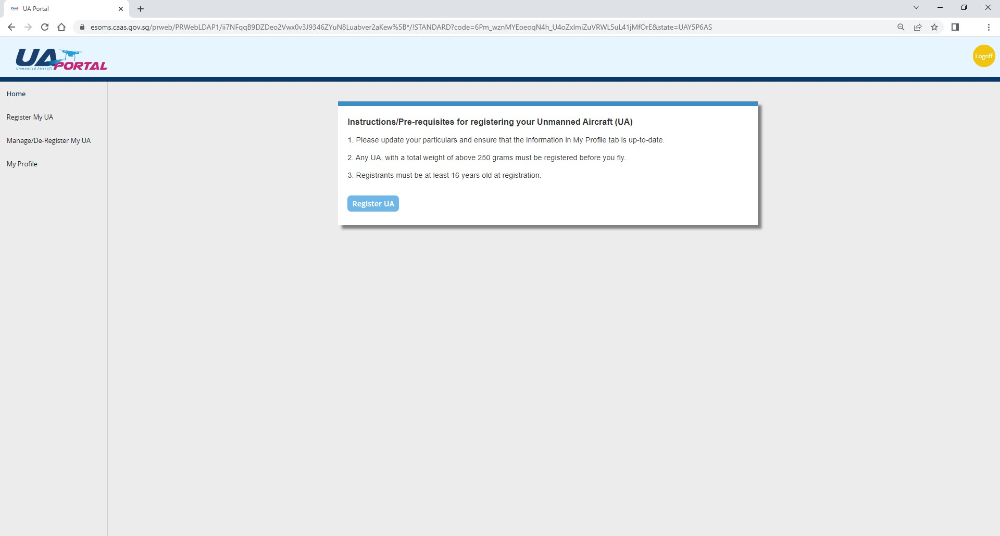 CAAS UA Portal
esoms.caas.gov.sg/prweb/PRWebLDAP1/ii7NFqqB9DZDeo2Vwx0v3J9346ZYuN8Luabver2aKew%5B*/!STANDARD?code=6Pm_wznMYEoeoqN4h_U4oZxlmiZuVRWL5uL41jMfOrE&state=UAY5P6AS
UA
Unmanned Aircraft PORTAL
Logoff
Home
Register My UA
Manage/De-Register My UA
My Profile
Instructions/Pre-requisites for registering your Unmanned Aircraft (UA)
1. Please update your particulars and ensure that the information in My Profile tab is up-to-date.
2. Any UA, with a total weight of above 250 grams must be registered before you fly.
3. Registrants must be at least 16 years old at registration.
Register UA